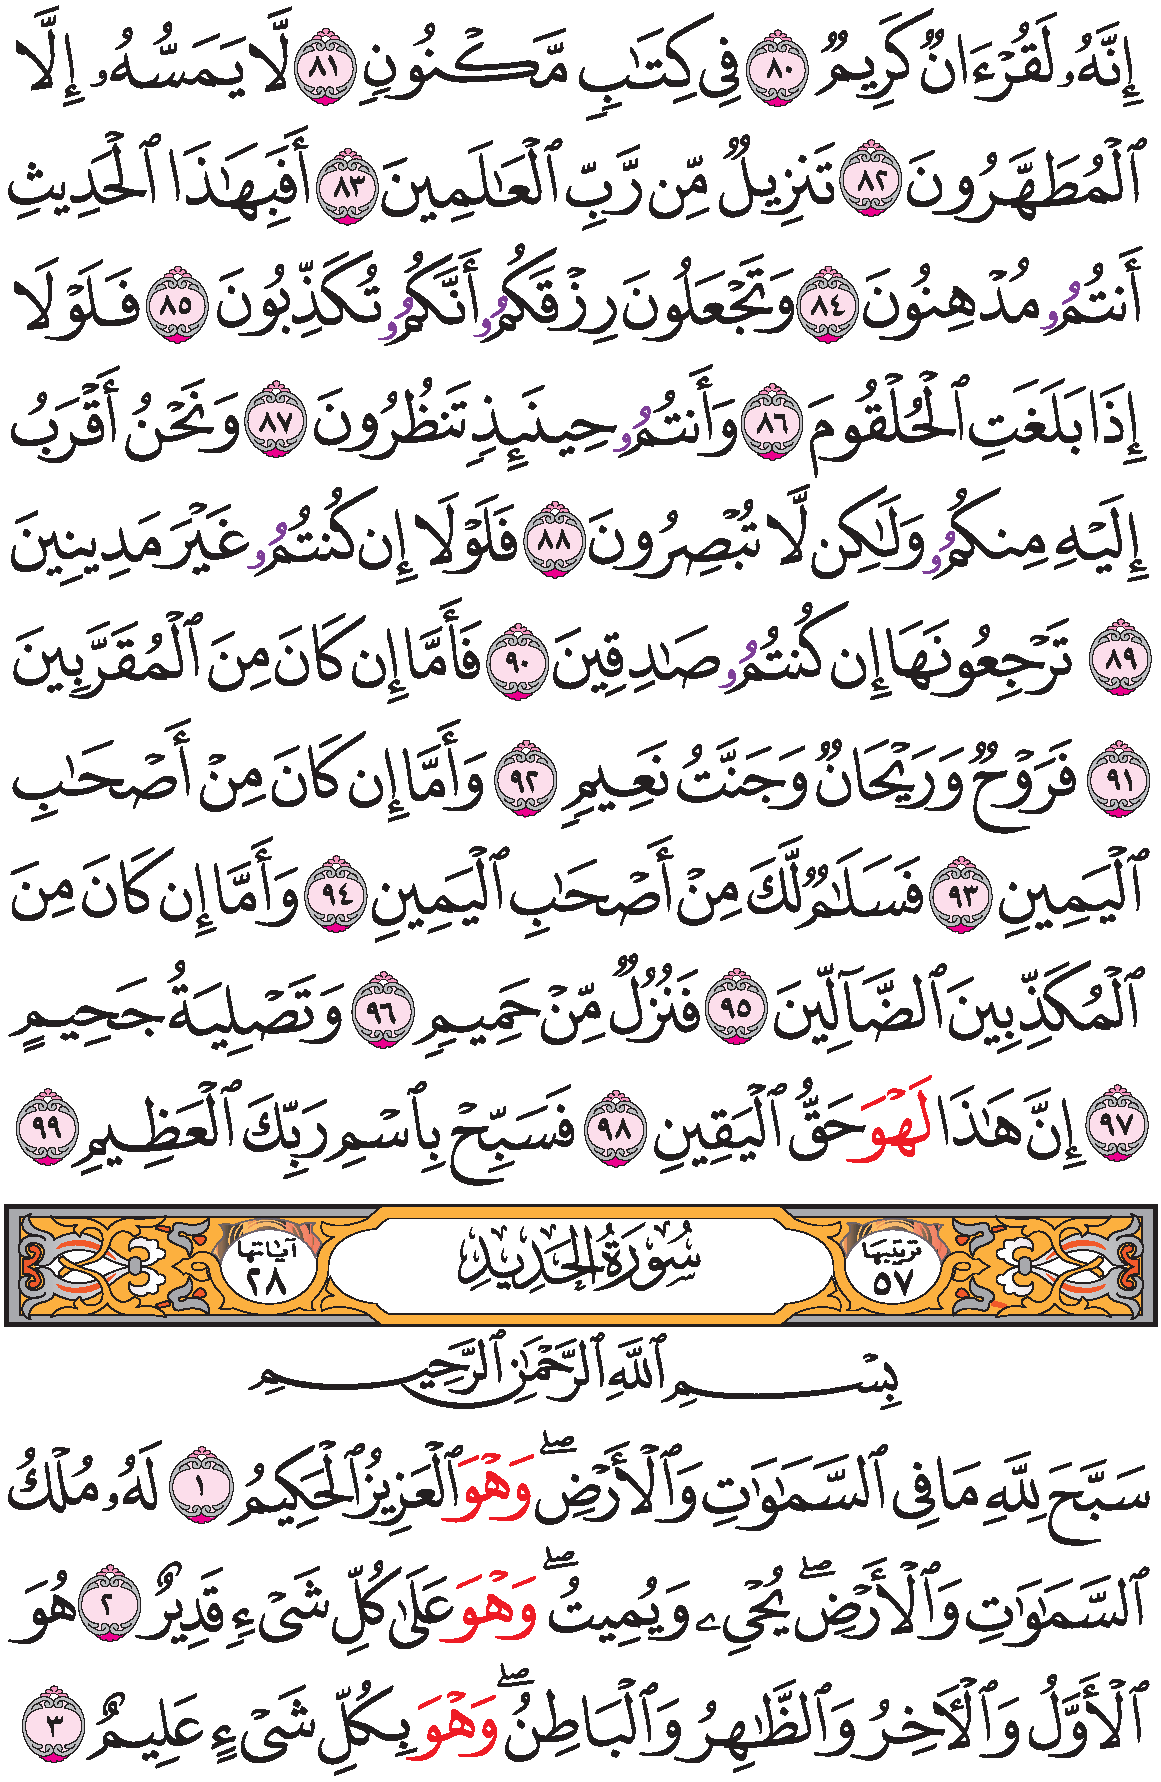 إِنَّهُۥ لَقُرْءَانٌ كَرِيمٌ ٨٠ فِي كِتَٰبٍ مَّكْنُونٍ ٨١ لَّا يَمَسُّهُۥ إِلَّا
ٱلْمُطَهَّرُونَ ٨٢ تَنزِيلٌ مِّن رَّبِّ ٱلْعَٰلَمِينَ ٨٣ أَفَبِهَٰذَا ٱلْحَدِيثِ
أَنتُمُۥ مُدْهِنُونَ ٨٤ وَتَجْعَلُونَ رِزْقَكُمُۥ أَنَّكُمُۥ تُكَذِّبُونَ ٨٥ فَلَوْلَا
إِذَا بَلَغَتِ ٱلْحُلْقُومَ ٨٦ وَأَنتُمُۥ حِينَئِذٍ تَنظُرُونَ ٨٧ وَنَحْنُ أَقْرَبُ
إِلَيْهِ مِنكُمُۥ وَلَٰكِن لَّا تُبْصِرُونَ ٨٨ فَلَوْلَا إِن كُنتُمُۥ غَيْرَ مَدِينِينَ
٨٩ تَرْجِعُونَهَا إِن كُنتُمُۥ صَٰدِقِينَ ٩٠ فَأَمَّا إِن كَانَ مِنَ ٱلْمُقَرَّبِينَ
٩١ فَرَوْحٌ وَرَيْحَانٌ وَجَنَّتُ نَعِيمٍ ٩٢ وَأَمَّا إِن كَانَ مِنْ أَصْحَٰبِ
ٱلْيَمِينِ ٩٣ فَسَلَٰمٌ لَّكَ مِنْ أَصْحَٰبِ ٱلْيَمِينِ ٩٤ وَأَمَّا إِن كَانَ مِنَ
ٱلْمُكَذِّبِينَ ٱلضَّآلِّينَ ٩٥ فَنُزُلٌ مِّنْ حَمِيمٍ ٩٦ وَتَصْلِيَةُ جَحِيمٍ
٩٧ إِنَّ هَٰذَا لَهْوَ حَقُّ ٱلْيَقِينِ ٩٨ فَسَبِّحْ بِٱسْمِ رَبِّكَ ٱلْعَظِيمِ ٩٩
ترتيبها ٥٧ سُورَةُ الحَدِيدِ آياتها ٢٨
بِسْمِ ٱللَّهِ ٱلرَّحْمَٰنِ ٱلرَّحِيمِ
سَبَّحَ لِلَّهِ مَا فِي ٱلسَّمَٰوَٰتِ وَٱلْأَرْضِۖ وَهْوَ ٱلْعَزِيزُ ٱلْحَكِيمُ ١ لَهُۥ مُلْكُ
ٱلسَّمَٰوَٰتِ وَٱلْأَرْضِۖ يُحْيِۦ وَيُمِيتُۖ وَهْوَ عَلَىٰ كُلِّ شَيْءٍ قَدِيرٌ ٢ هُوَ
ٱلْأَوَّلُ وَٱلْأَخِرُ وَٱلظَّٰهِرُ وَٱلْبَاطِنُۖ وَهْوَ بِكُلِّ شَيْءٍ عَلِيمٌ ٣